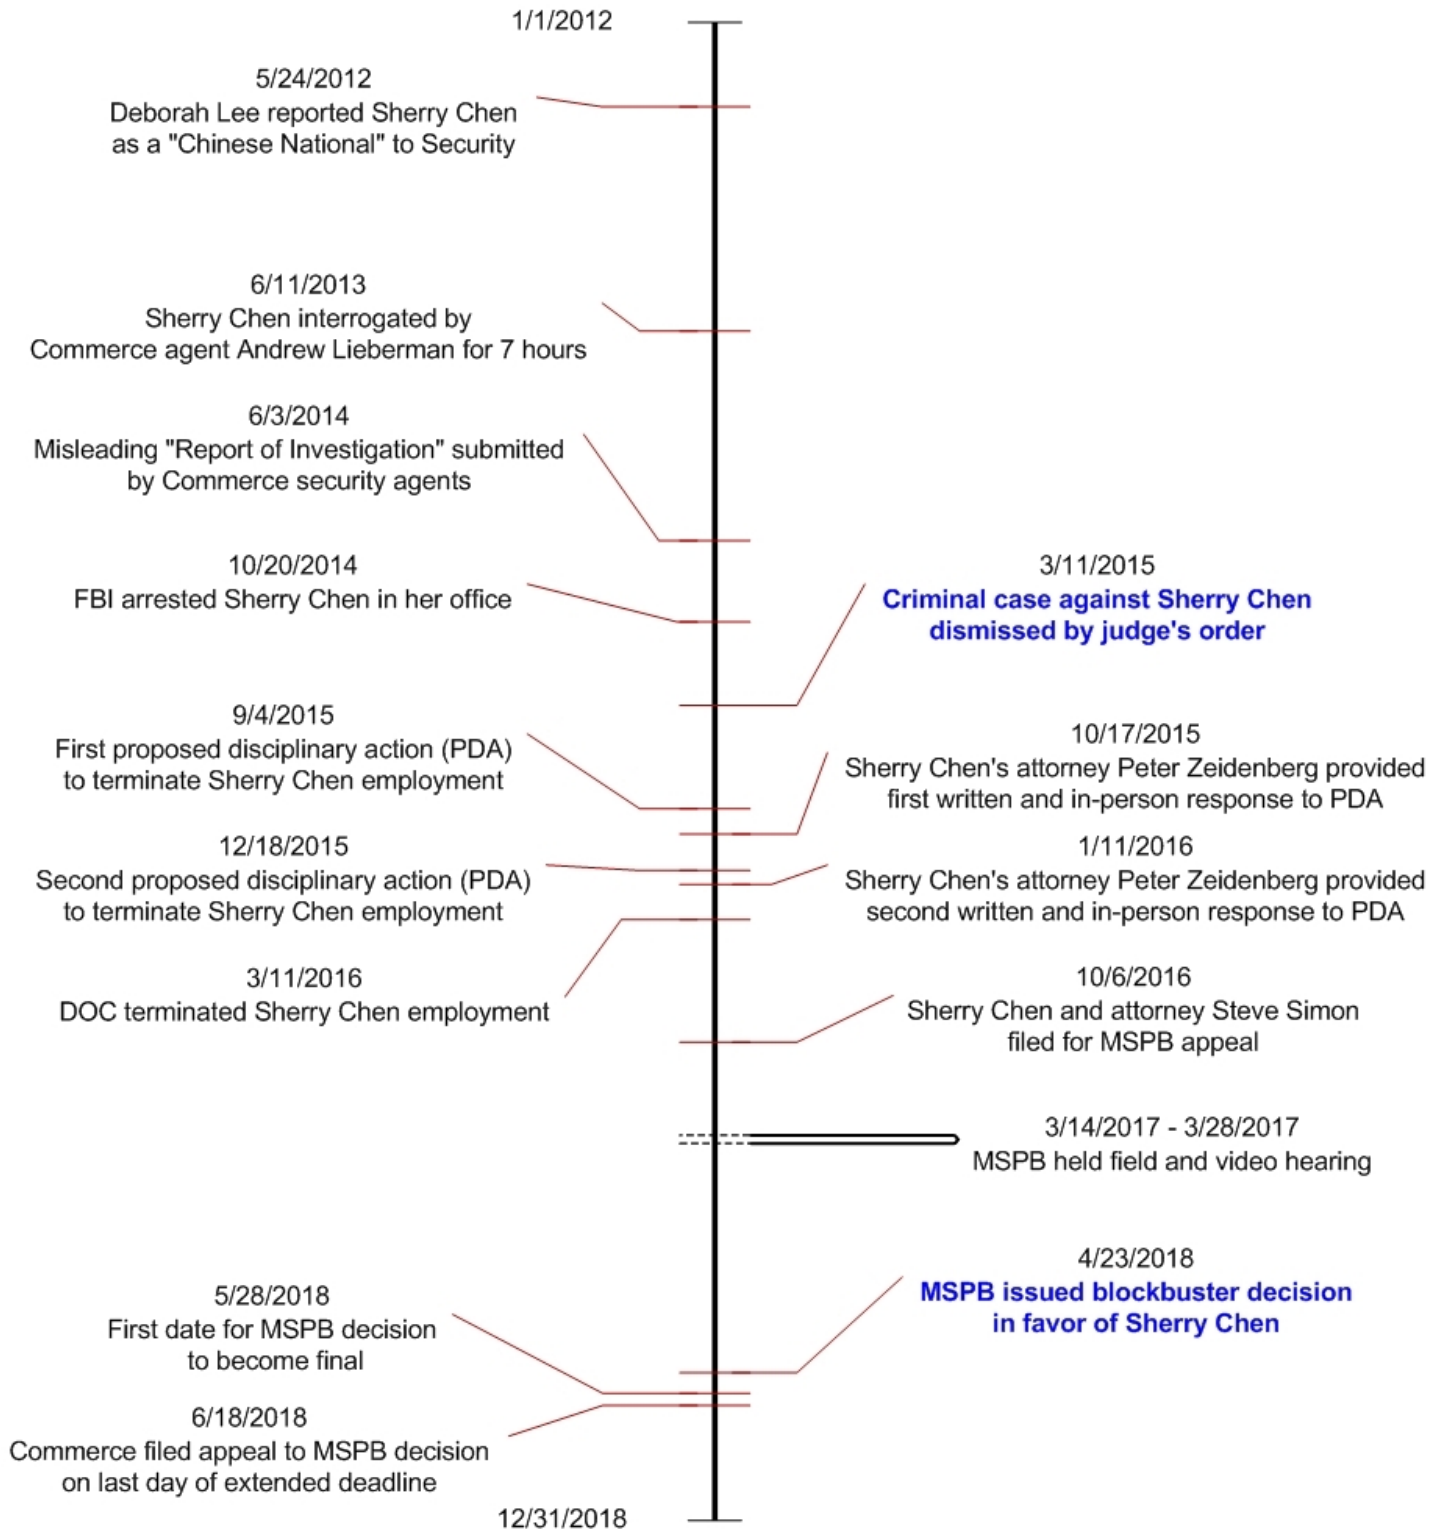 1/1/2012
5/24/2012
Deborah Lee reported Sherry Chen
as a "Chinese National" to Security
6/11/2013
Sherry Chen interrogated by
Commerce agent Andrew Lieberman for 7 hours
6/3/2014
Misleading "Report of Investigation" submitted
by Commerce security agents
10/20/2014
FBI arrested Sherry Chen in her office
3/11/2015
Criminal case against Sherry Chen
dismissed by judge's order
9/4/2015
First proposed disciplinary action (PDA)
to terminate Sherry Chen employment
10/17/2015
Sherry Chen's attorney Peter Zeidenberg provided
first written and in-person response to PDA
12/18/2015
Second proposed disciplinary action (PDA)
to terminate Sherry Chen employment
1/11/2016
Sherry Chen's attorney Peter Zeidenberg provided
second written and in-person response to PDA
3/11/2016
DOC terminated Sherry Chen employment
10/6/2016
Sherry Chen and attorney Steve Simon
filed for MSPB appeal
3/14/2017 - 3/28/2017
MSPB held field and video hearing
4/23/2018
MSPB issued blockbuster decision
in favor of Sherry Chen
5/28/2018
First date for MSPB decision
to become final
6/18/2018
Commerce filed appeal to MSPB decision
on last day of extended deadline
12/31/2018